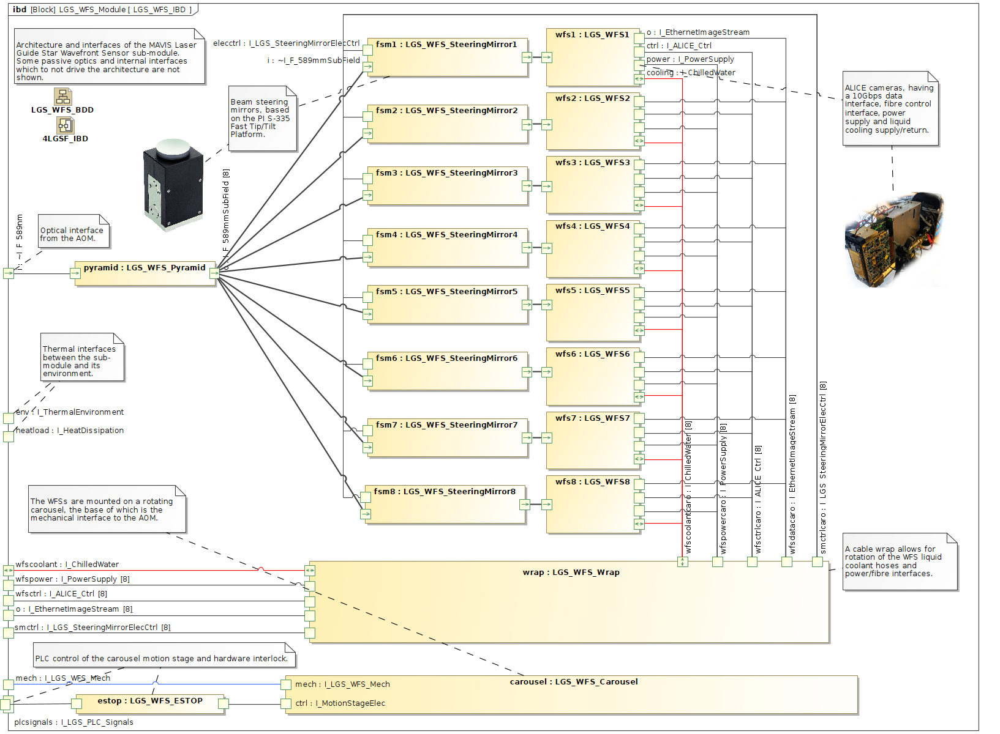 ibd [Block] LGS_WFS_Module [ LGS_WFS_IBD ]
Architecture and interfaces of the MAVIS Laser
Guide Star Wavefront Sensor sub-module.
Some passive optics and internal interfaces
which to not drive the architecture are not
shown.
LGS_WFS_BDD
4LGSF_IBD
Beam steering
mirrors, based
on the PI S-335
Fast Tip/Tilt
Platform.
elecctrl : I_LGS_SteeringMirrorElecCtrl
i : ~I_F_589mmSubField
fsm1 : LGS_WFS_SteeringMirror1
fsm2 : LGS_WFS_SteeringMirror2
fsm3 : LGS_WFS_SteeringMirror3
fsm4 : LGS_WFS_SteeringMirror4
fsm5 : LGS_WFS_SteeringMirror5
fsm6 : LGS_WFS_SteeringMirror6
fsm7 : LGS_WFS_SteeringMirror7
fsm8 : LGS_WFS_SteeringMirror8
wfs1 : LGS_WFS1
wfs2 : LGS_WFS2
wfs3 : LGS_WFS3
wfs4 : LGS_WFS4
wfs5 : LGS_WFS5
wfs6 : LGS_WFS6
wfs7 : LGS_WFS7
wfs8 : LGS_WFS8
o : I_EthernetImageStream
ctrl : I_ALICE_Ctrl
power : I_PowerSupply
cooling : I_ChilledWater
ALICE cameras, having
a 10Gbps data
interface, fibre control
interface, power
supply and liquid
cooling supply/return.
i : ~I_F_589mm
Optical interface
from the AOM.
pyramid : LGS_WFS_Pyramid
o : I_F_589mmSubField [8]
Thermal interfaces
between the sub-
module and its
environment.
env : I_ThermalEnvironment
heatload : I_HeatDissipation
The WFSs are mounted on a rotating
carousel, the base of which is the
mechanical interface to the AOM.
wfscoolantcaro : I_ChilledWater [8]
wfspowercaro : I_PowerSupply [8]
wfsctrlcaro : I_ALICE_Ctrl [8]
wfsdatacaro : I_EthernetImageStream [8]
smctrlcaro : I_LGS_SteeringMirrorElecCtrl [8]
A cable wrap allows for
rotation of the WFS liquid
coolant hoses and
power/fibre interfaces.
wfscoolant : I_ChilledWater
wfspower : I_PowerSupply [8]
wfsctrl : I_ALICE_Ctrl [8]
o : I_EthernetImageStream [8]
smctrl : I_LGS_SteeringMirrorElecCtrl [8]
wrap : LGS_WFS_Wrap
PLC control of the carousel motion stage and hardware interlock.
mech : I_LGS_WFS_Mech
mech : I_LGS_WFS_Mech
carousel : LGS_WFS_Carousel
estop : LGS_WFS_ESTOP
ctrl : I_MotionStageElec
plcsignals : I_LGS_PLC_Signals